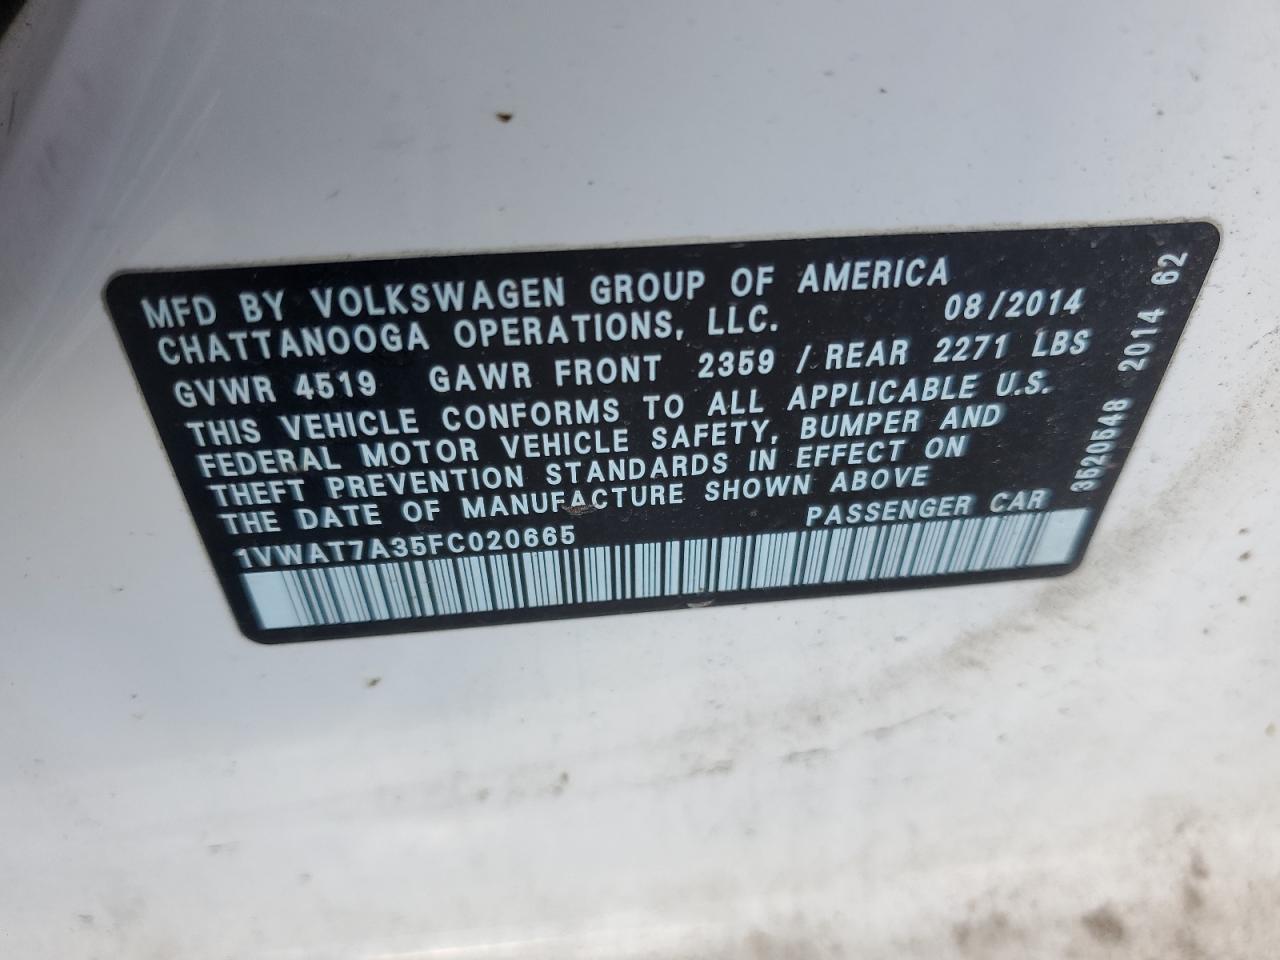 MFD BY VOLKSWAGEN GROUP OF AMERICA
CHATTANOOGA OPERATIONS, LLC. 08/2014
GVWR 4519 GAWR FRONT 2359 / REAR 2271 LBS
THIS VEHICLE CONFORMS TO ALL APPLICABLE U.S.
FEDERAL MOTOR VEHICLE SAFETY, BUMPER AND
THEFT PREVENTION STANDARDS IN EFFECT ON
THE DATE OF MANUFACTURE SHOWN ABOVE
1VWAT7A35FC020665 PASSENGER CAR
3520548 2014 62